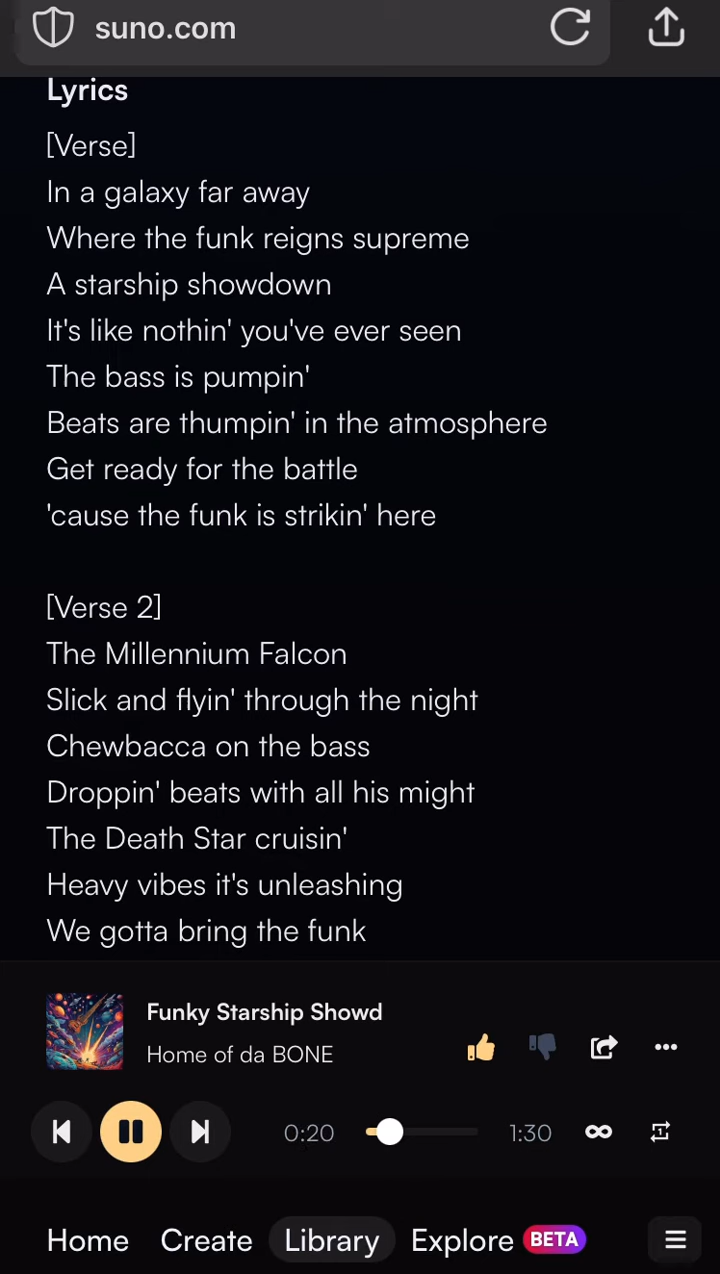 suno.com
Lyrics
[Verse]
In a galaxy far away
Where the funk reigns supreme
A starship showdown
It's like nothin' you've ever seen
The bass is pumpin'
Beats are thumpin' in the atmosphere
Get ready for the battle
'cause the funk is strikin' here
[Verse 2]
The Millennium Falcon
Slick and flyin' through the night
Chewbacca on the bass
Droppin' beats with all his might
The Death Star cruisin'
Heavy vibes it's unleashing
We gotta bring the funk
Funky Starship Showd
Home of da BONE
0:20 1:30
Home Create Library Explore BETA